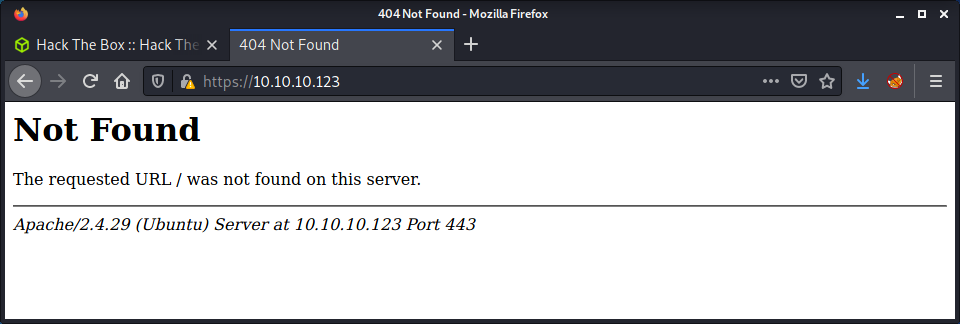 404 Not Found - Mozilla Firefox
Hack The Box :: Hack The
404 Not Found
https://10.10.10.123
Not Found
The requested URL / was not found on this server.
Apache/2.4.29 (Ubuntu) Server at 10.10.10.123 Port 443